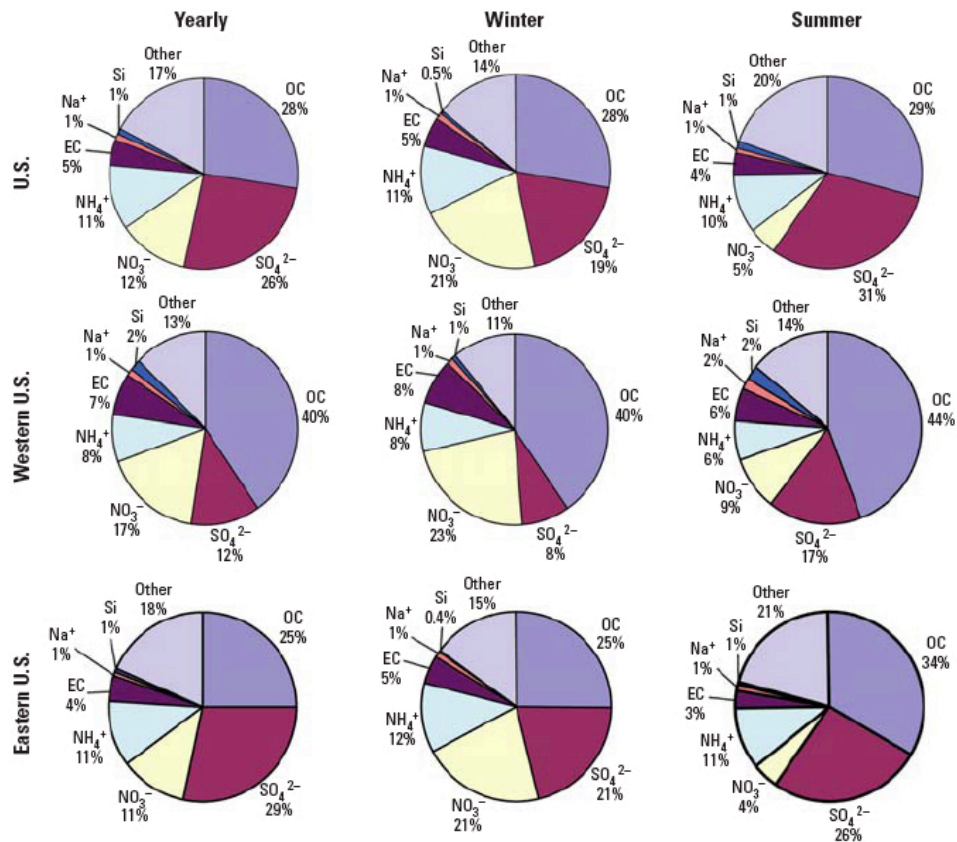 Yearly
Winter
Summer
U.S.
Other
17%
Si
1%
Na⁺
1%
EC
5%
NH₄⁺
11%
NO₃⁻
12%
SO₄²⁻
26%
OC
28%
Other
14%
Si
0.5%
Na⁺
1%
EC
5%
NH₄⁺
11%
NO₃⁻
21%
SO₄²⁻
19%
OC
28%
Other
20%
Si
1%
Na⁺
1%
EC
4%
NH₄⁺
10%
NO₃⁻
5%
SO₄²⁻
31%
OC
29%
Western U.S.
Other
13%
Si
2%
Na⁺
1%
EC
7%
NH₄⁺
8%
NO₃⁻
17%
SO₄²⁻
12%
OC
40%
Other
11%
Si
1%
Na⁺
1%
EC
8%
NH₄⁺
8%
NO₃⁻
23%
SO₄²⁻
8%
OC
40%
Other
14%
Si
2%
Na⁺
2%
EC
6%
NH₄⁺
6%
NO₃⁻
9%
SO₄²⁻
17%
OC
44%
Eastern U.S.
Other
18%
Si
1%
Na⁺
1%
EC
4%
NH₄⁺
11%
NO₃⁻
11%
SO₄²⁻
29%
OC
25%
Other
15%
Si
0.4%
Na⁺
1%
EC
5%
NH₄⁺
12%
NO₃⁻
21%
SO₄²⁻
21%
OC
25%
Other
21%
Si
1%
Na⁺
1%
EC
3%
NH₄⁺
11%
NO₃⁻
4%
SO₄²⁻
26%
OC
34%